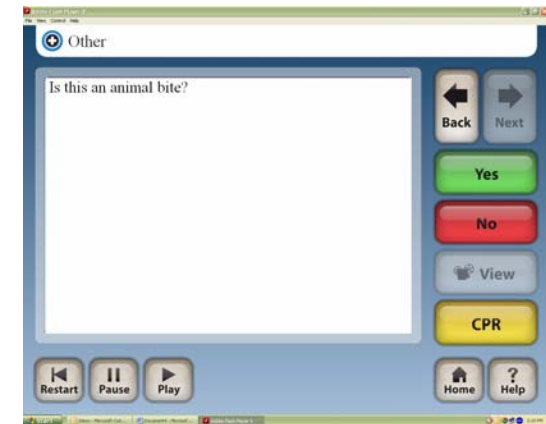 Other
Is this an animal bite?
Back
Next
Yes
No
View
CPR
Restart
Pause
Play
Home
Help